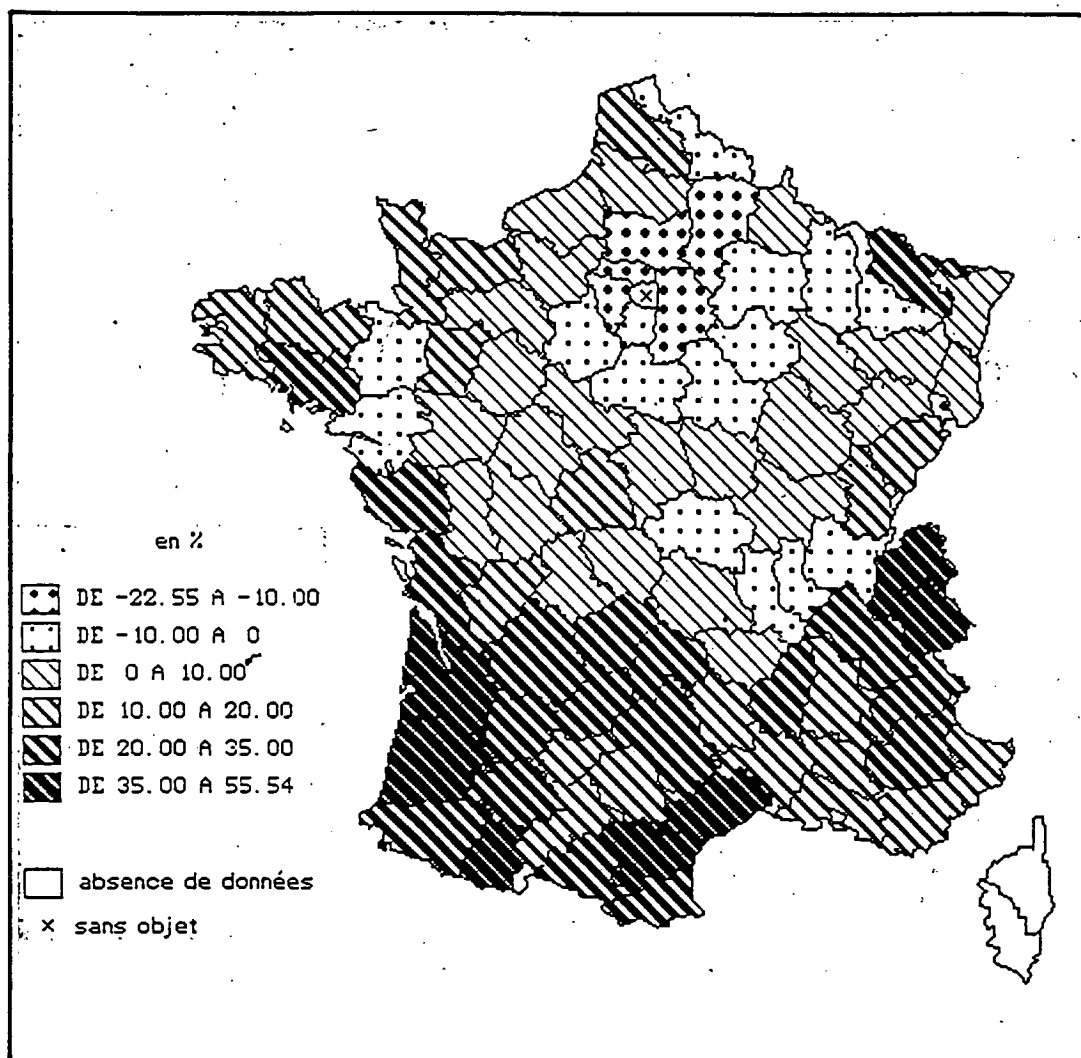 en %
DE -22.55 A -10.00
DE -10.00 A 0
DE 0 A 10.00
DE 10.00 A 20.00
DE 20.00 A 35.00
DE 35.00 A 55.54
absence de données
× sans objet